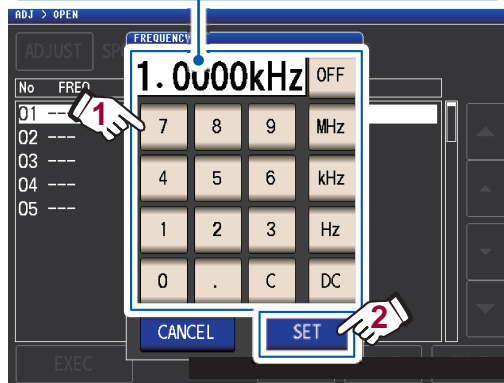 ADJ > OPEN
ADJUST SP
FREQUENCY
1.0000kHz OFF
No FREQ
01 ---
02 ---
03 ---
04 ---
05 ---
1
7 8 9 MHz
4 5 6 kHz
1 2 3 Hz
0 . C DC
CANCEL SET
2
EXEC